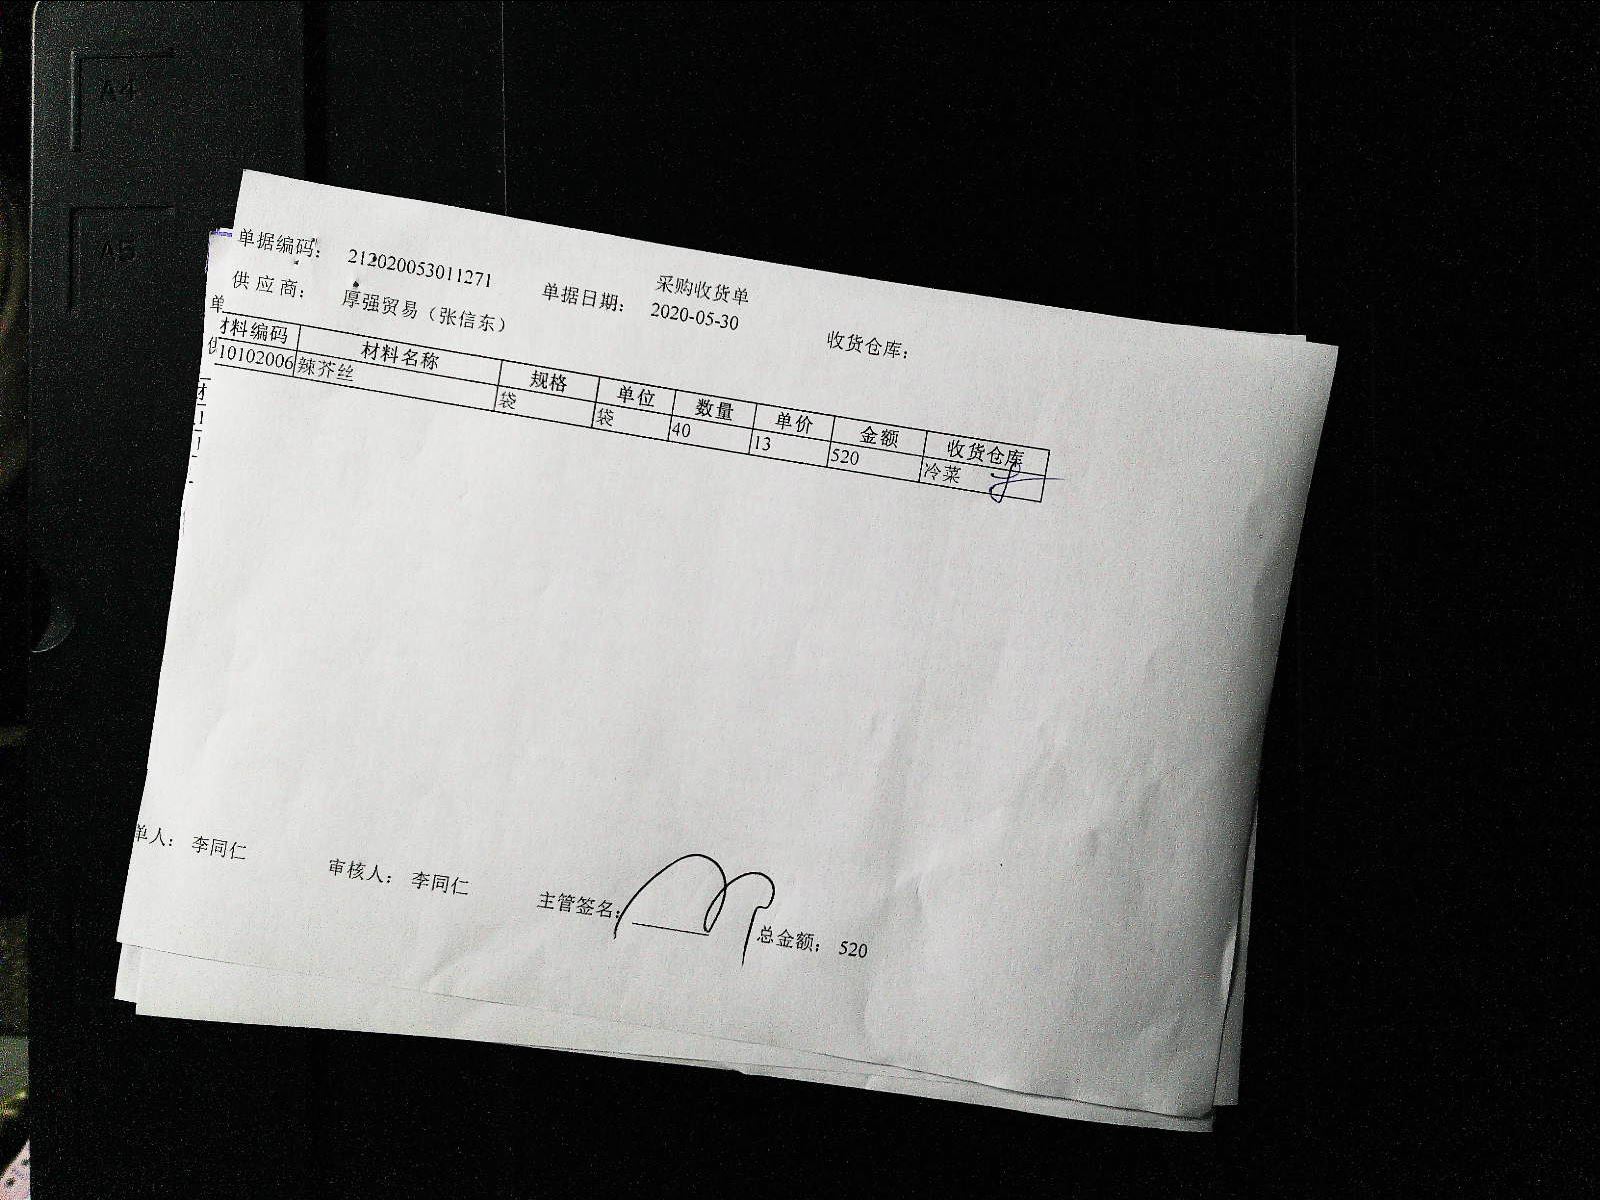 A4
A5
采购收货单
单据编码： 212020053011271 单据日期： 2020-05-30 收货仓库：
供应商： 厚强贸易（张信东）
材料编码 材料名称 规格 单位 数量 单价 金额 收货仓库
10102006 辣芥丝 袋 袋 40 13 520 冷菜
单人： 李同仁 审核人： 李同仁 主管签名： 总金额： 520